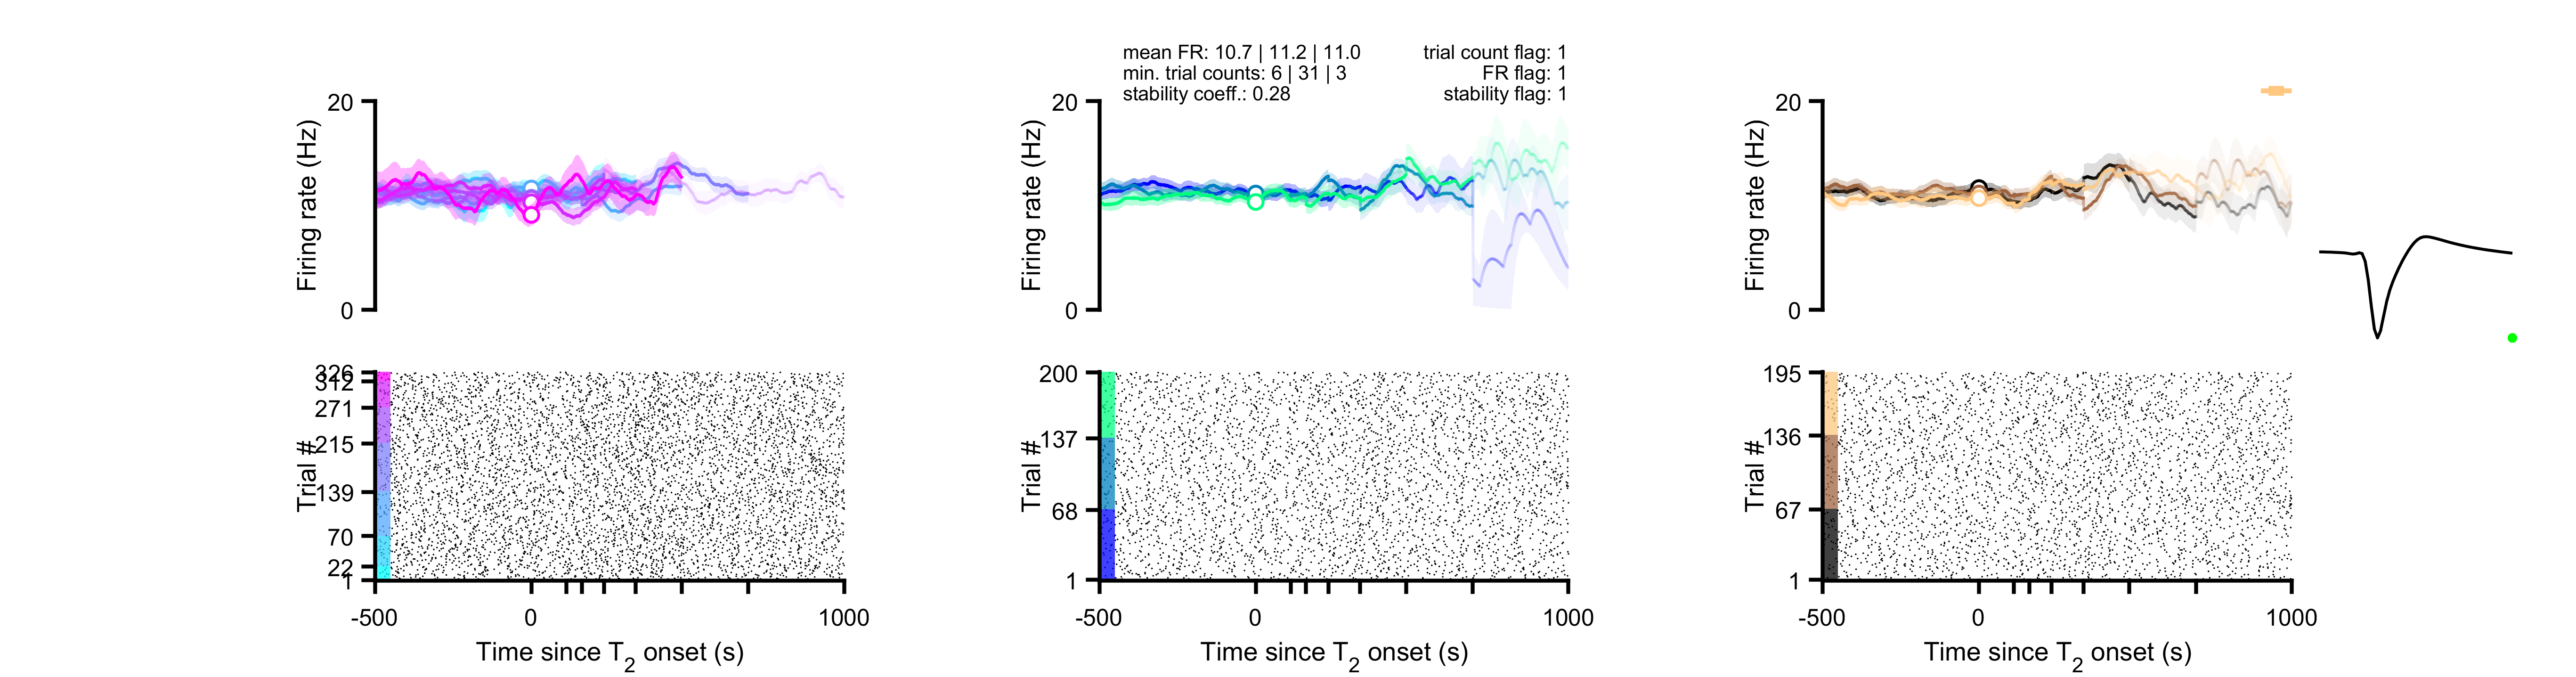 mean FR: 10.7 | 11.2 | 11.0
min. trial counts: 6 | 31 | 3
stability coeff.: 0.28
trial count flag: 1
FR flag: 1
stability flag: 1
20
0
Firing rate (Hz)
20
0
Firing rate (Hz)
20
0
Firing rate (Hz)
326
342
271
215
139
70
22
1
Trial #
-500
0
1000
Time since T2 onset (s)
200
137
68
1
Trial #
-500
0
1000
Time since T2 onset (s)
195
136
67
1
Trial #
-500
0
1000
Time since T2 onset (s)